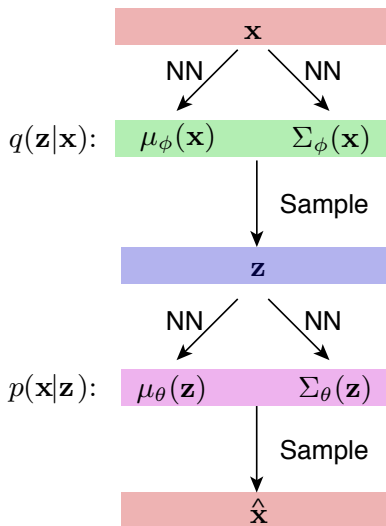 𝐱
NN NN
q(𝐳|𝐱): μ_ϕ(𝐱) Σ_ϕ(𝐱)
Sample
𝐳
NN NN
p(𝐱|𝐳): μ_θ(𝐳) Σ_θ(𝐳)
Sample
𝐱̂